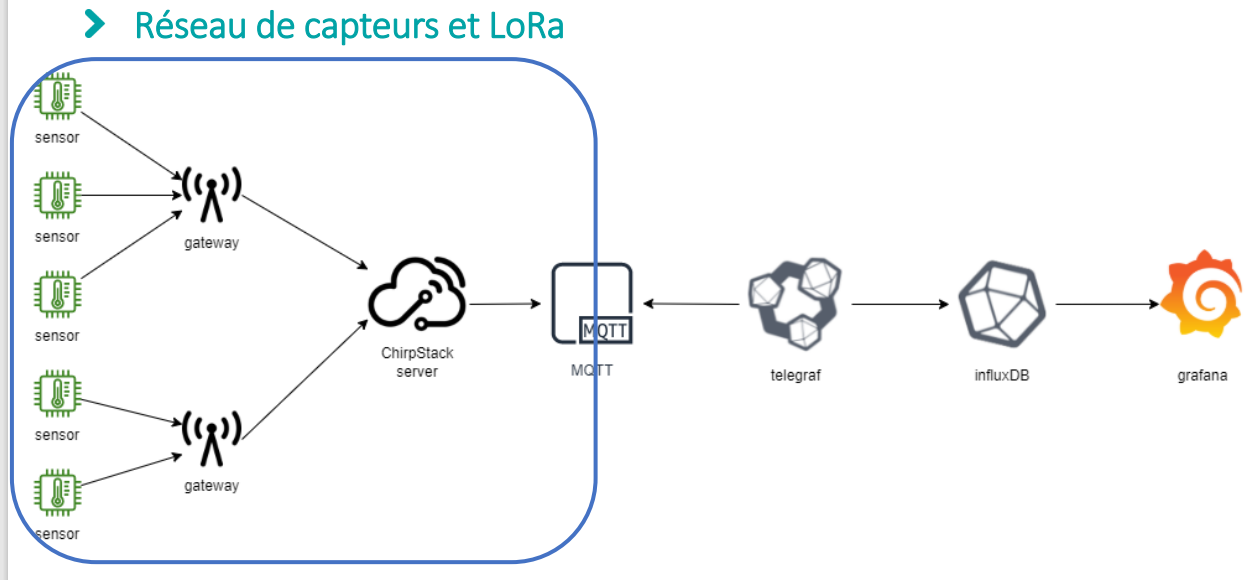 Réseau de capteurs et LoRa
sensor
sensor
gateway
sensor
MQTT
ChirpStack
server
MQTT
telegraf
influxDB
grafana
sensor
gateway
sensor